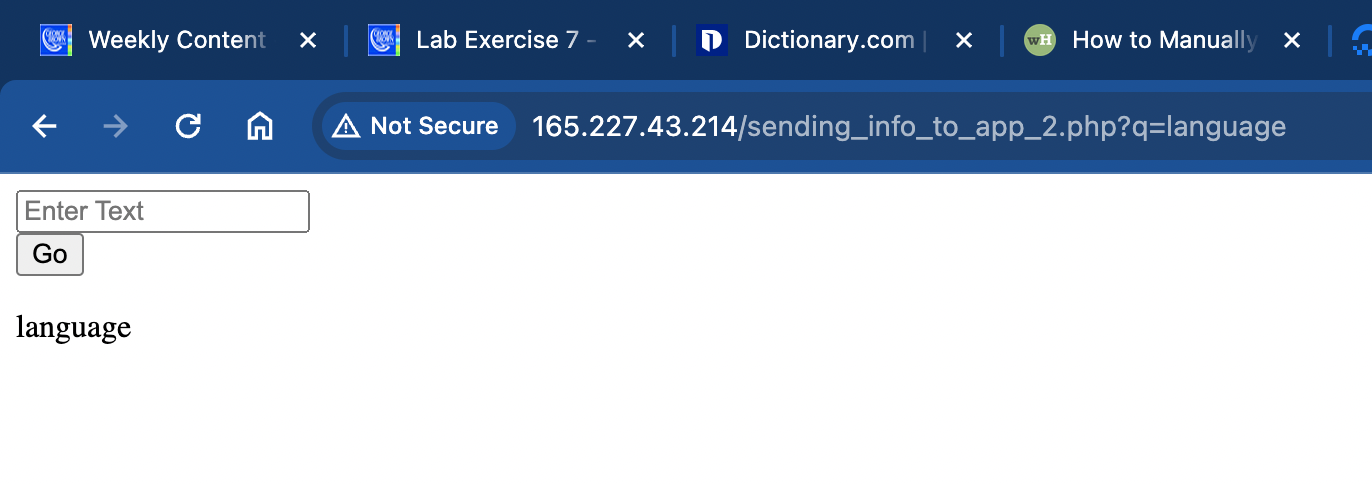 Weekly Content
Lab Exercise 7 -
Dictionary.com |
How to Manually
Not Secure
165.227.43.214/sending_info_to_app_2.php?q=language
Enter Text
Go
language